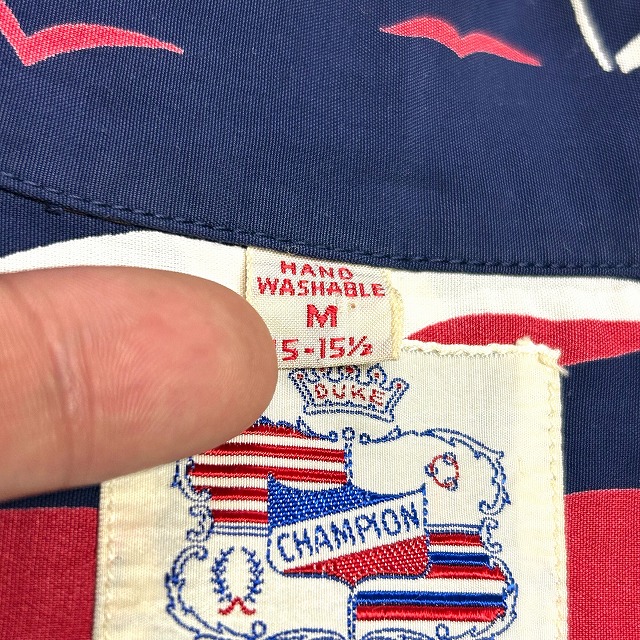 HAND
WASHABLE
M
15-15½
DUKE
CHAMPION